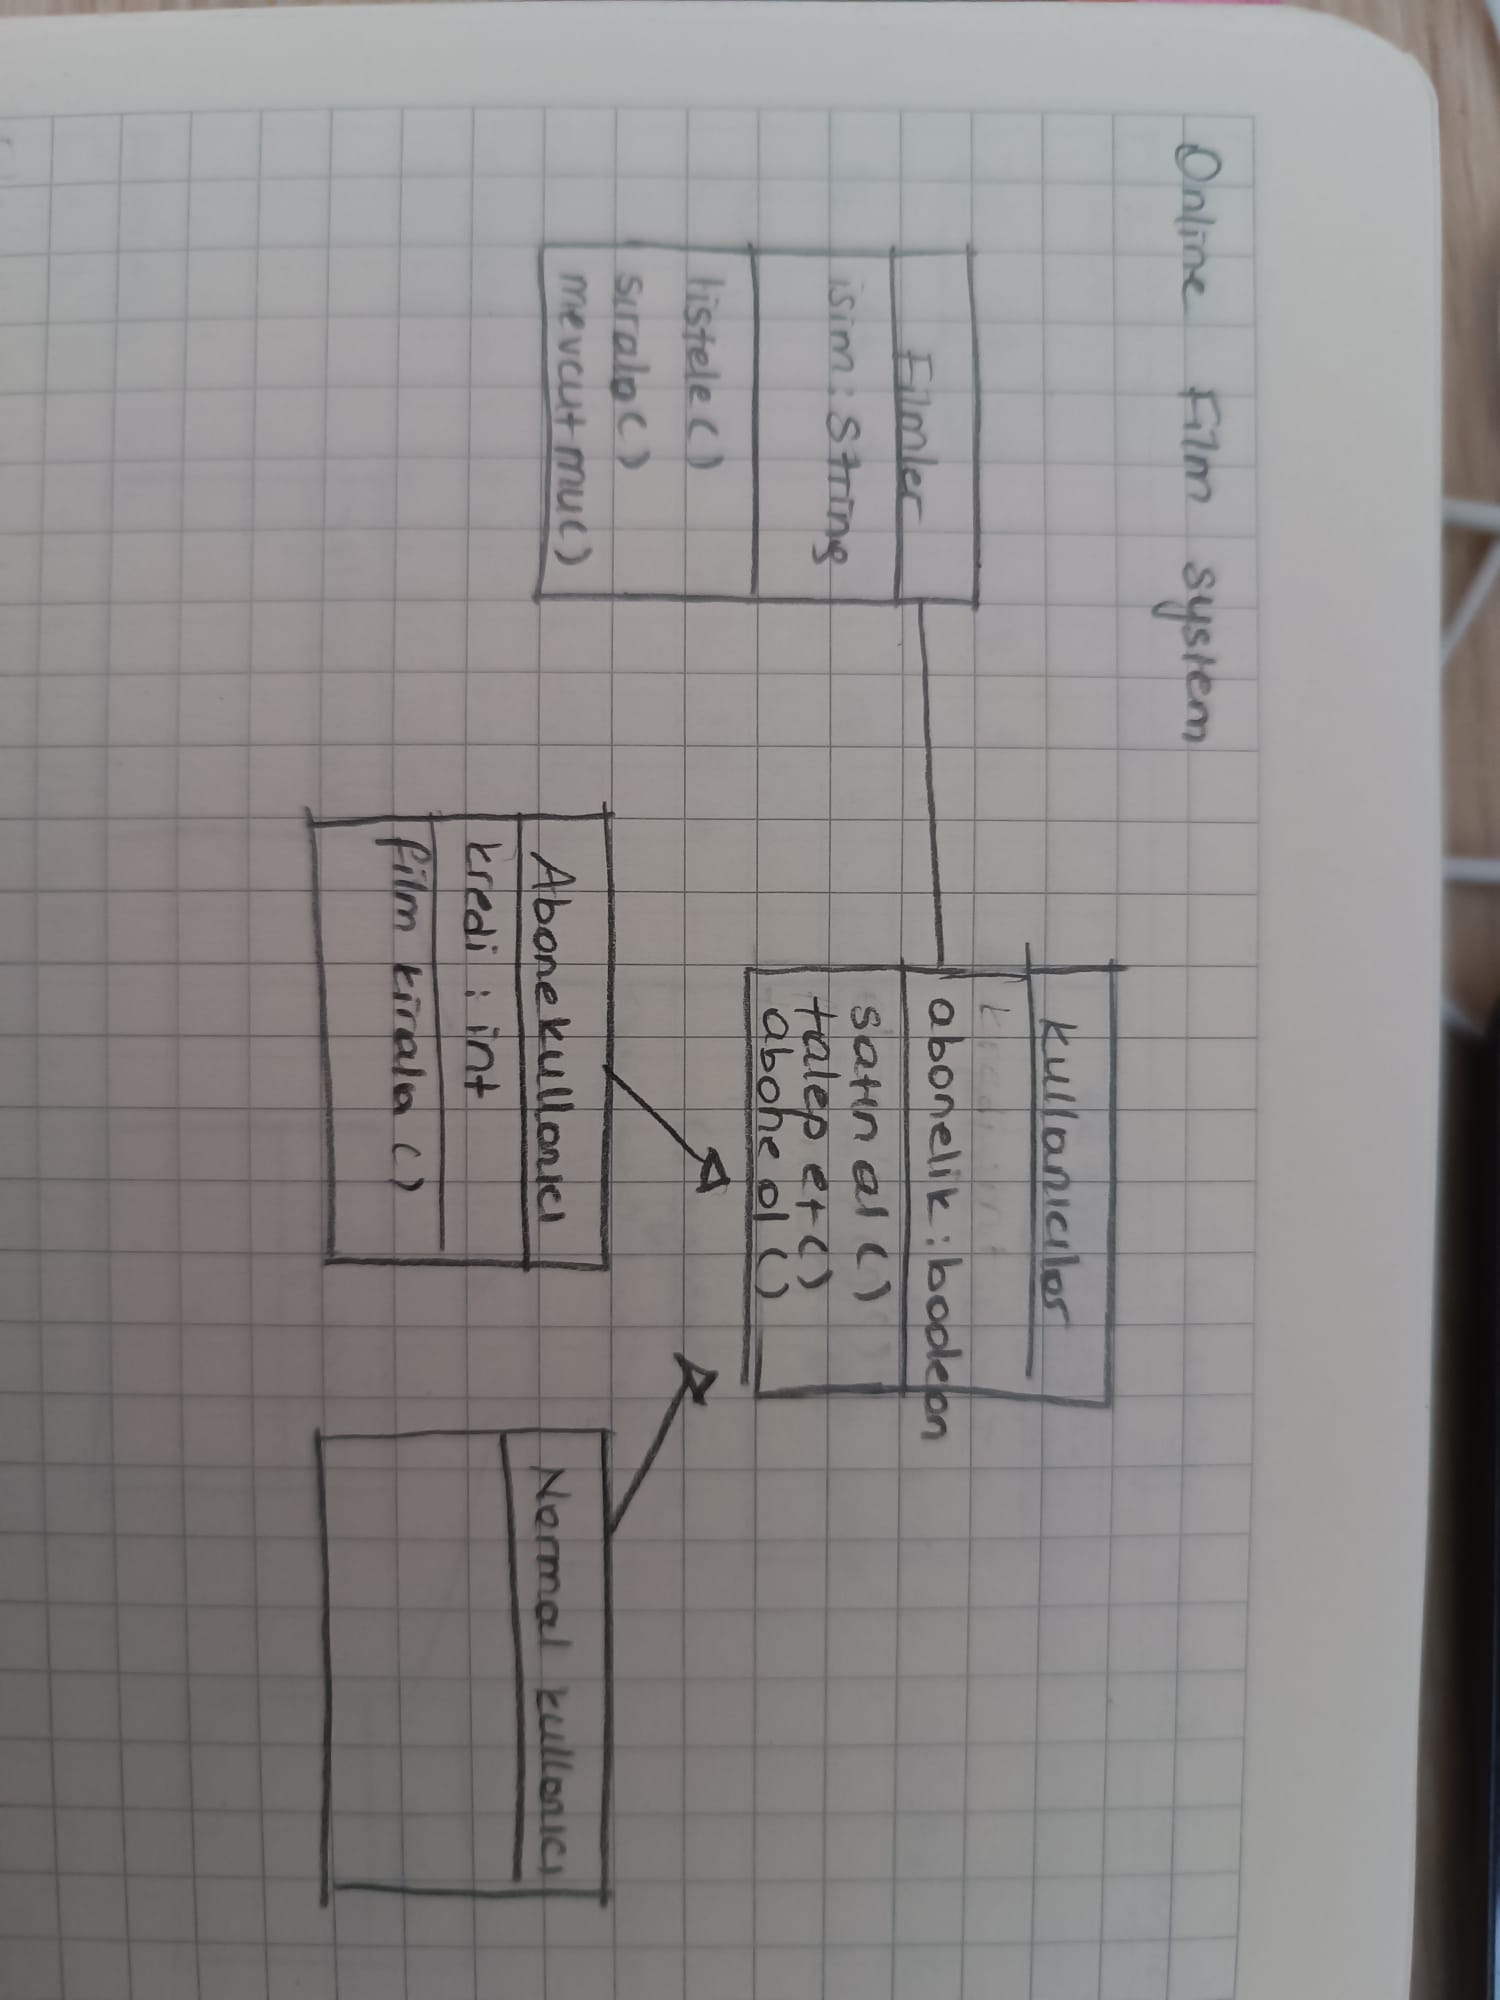 Online Film system
Filmler
isim : String
listele ( )
sırala ( )
mevcut mu ( )
kullanıcılar
abonelik : boolean
satın al ( )
talep et ( )
abone ol ( )
Abone kullanıcı
kredi : int
film kirala ( )
Normal kullanıcı